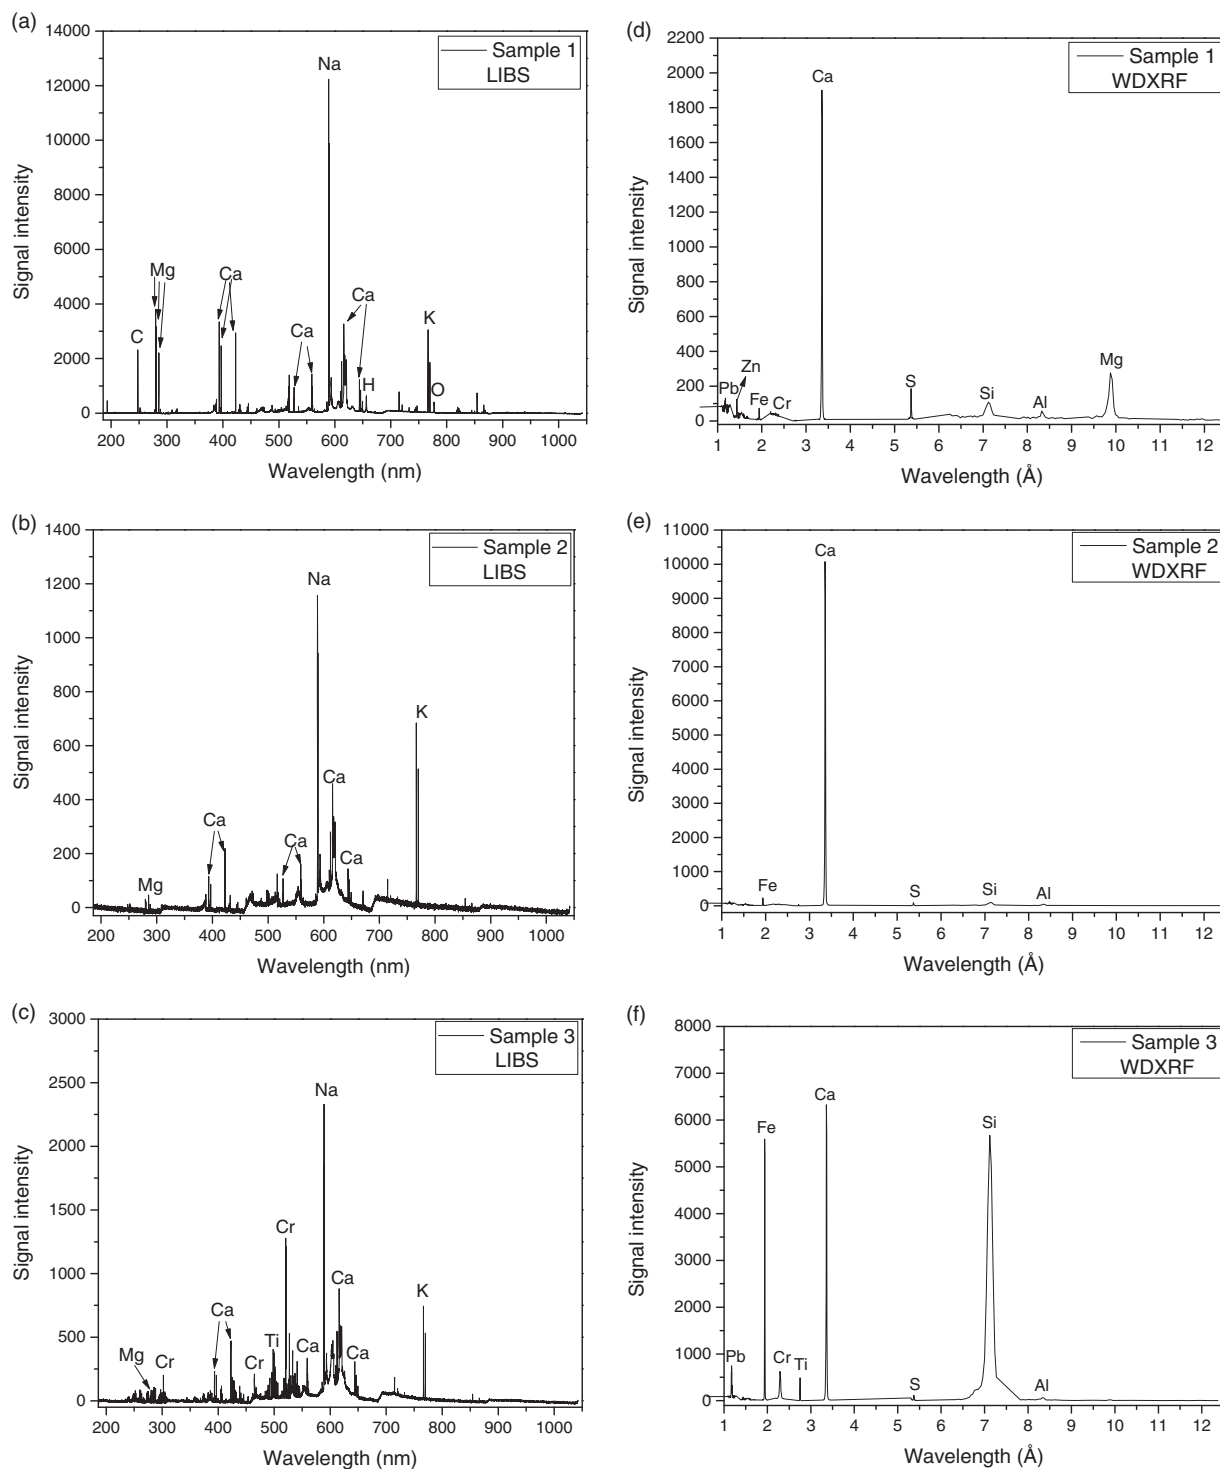 (a)
14000
12000
10000
8000
6000
4000
2000
0
Signal intensity
Sample 1
LIBS
Na
Mg
Ca
Ca
C
Ca
K
H
O
200 300 400 500 600 700 800 900 1000
Wavelength (nm)
(d)
2200
2000
1800
1600
1400
1200
1000
800
600
400
200
0
Signal intensity
Sample 1
WDXRF
Ca
Zn
Pb
Fe
Cr
S
Si
Al
Mg
1 2 3 4 5 6 7 8 9 10 11 12
Wavelength (Å)
(b)
1400
1200
1000
800
600
400
200
0
Signal intensity
Sample 2
LIBS
Na
K
Ca
Ca
Ca
Ca
Mg
200 300 400 500 600 700 800 900 1000
Wavelength (nm)
(e)
11000
10000
9000
8000
7000
6000
5000
4000
3000
2000
1000
0
Signal intensity
Sample 2
WDXRF
Ca
Fe
S
Si
Al
1 2 3 4 5 6 7 8 9 10 11 12
Wavelength (Å)
(c)
3000
2500
2000
1500
1000
500
0
Signal intensity
Sample 3
LIBS
Na
Cr
Ca
K
Ca
Ti
Ca
Ca
Mg
Cr
Cr
200 300 400 500 600 700 800 900 1000
Wavelength (nm)
(f)
8000
7000
6000
5000
4000
3000
2000
1000
0
Signal intensity
Sample 3
WDXRF
Fe
Ca
Si
Pb
Cr
Ti
S
Al
1 2 3 4 5 6 7 8 9 10 11 12
Wavelength (Å)